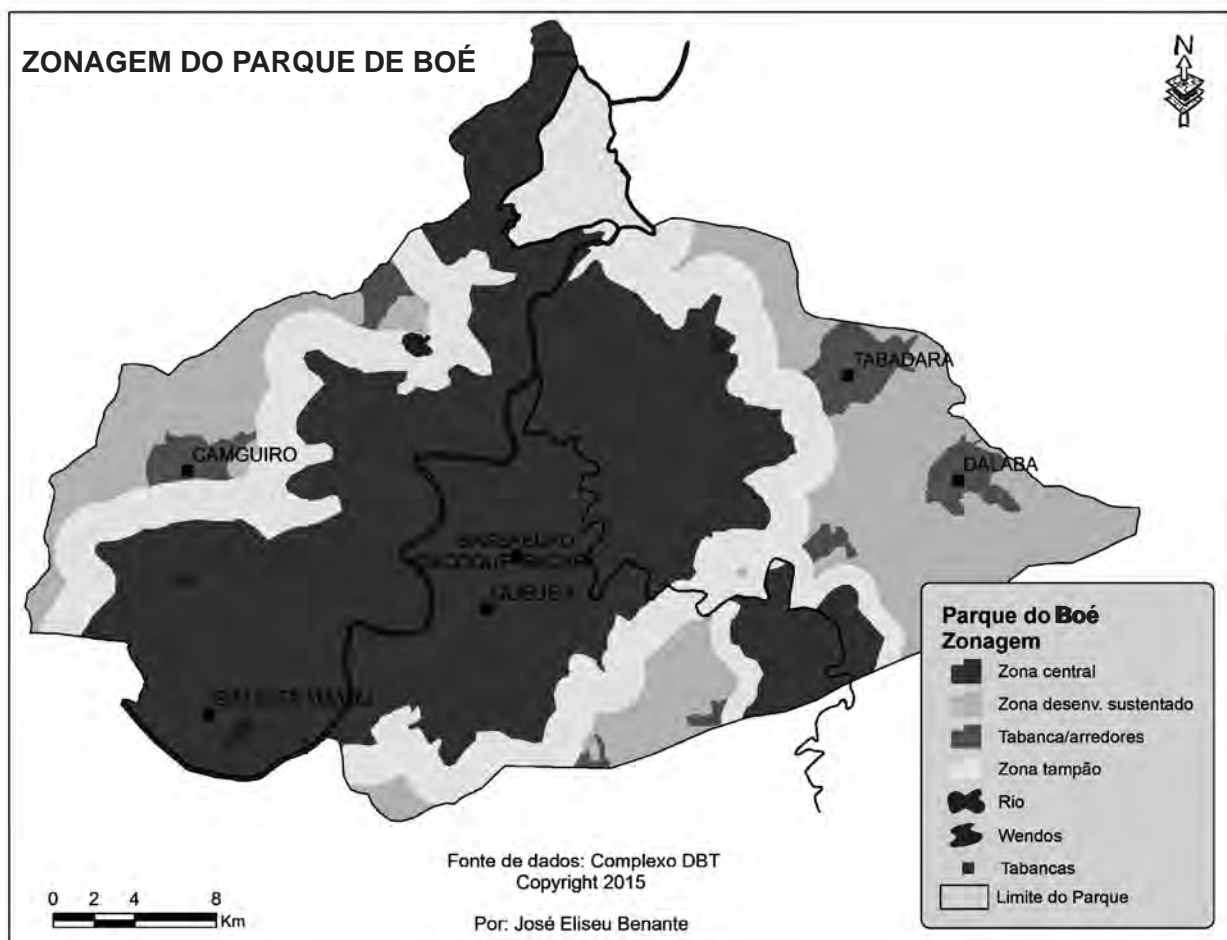 ZONAGEM DO PARQUE DE BOÉ
N
TABADARA
CAMGUIRO
DALABA
Parque do Boé
Zonagem
Zona central
Zona desenv. sustentado
Tabanca/arredores
Zona tampão
Rio
Wendos
Tabancas
Limite do Parque
Fonte de dados: Complexo DBT
Copyright 2015
Por: José Eliseu Benante
0 2 4 8
Km